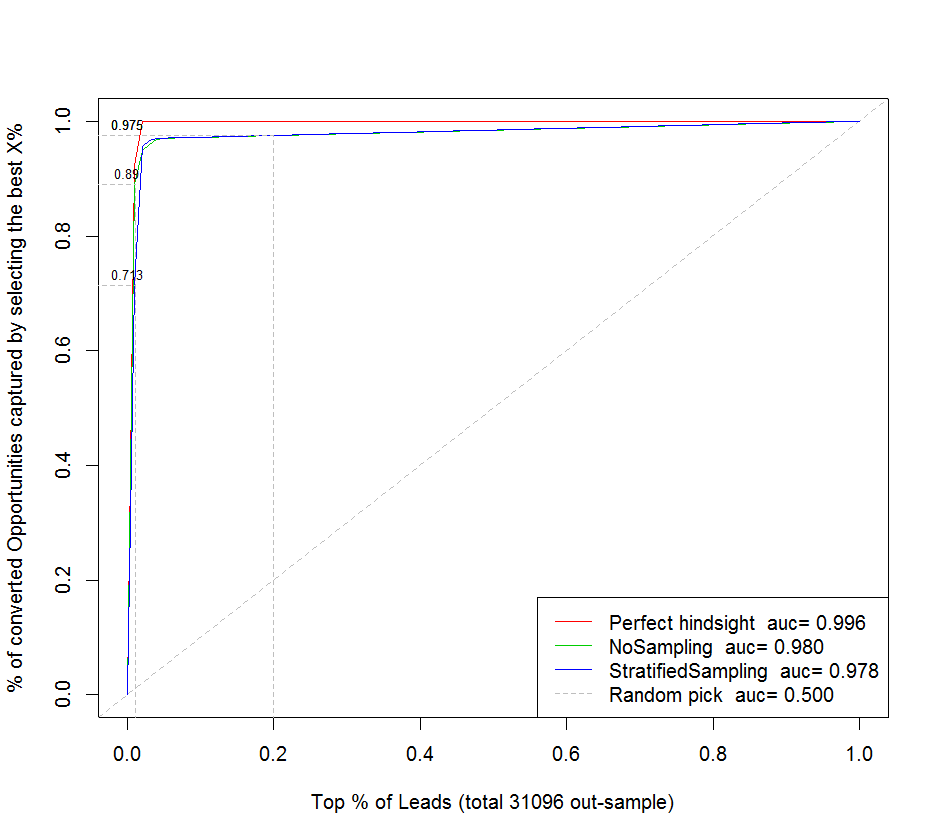 % of converted Opportunities captured by selecting the best X%
1.0
0.8
0.6
0.4
0.2
0.0
0.975
0.89
0.713
Perfect hindsight auc= 0.996
NoSampling auc= 0.980
StratifiedSampling auc= 0.978
Random pick auc= 0.500
0.0 0.2 0.4 0.6 0.8 1.0
Top % of Leads (total 31096 out-sample)